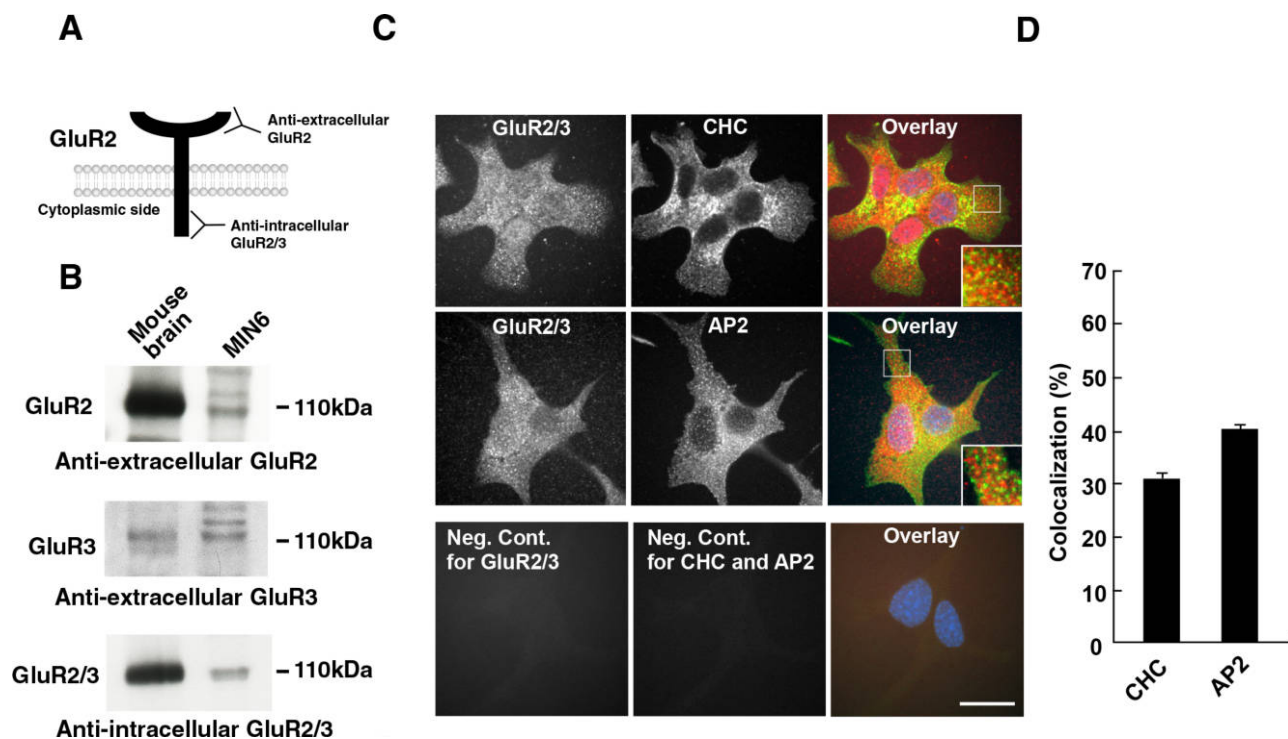 A
GluR2
Anti-extracellular
GluR2
Cytoplasmic side
Anti-intracellular
GluR2/3
B
Mouse
brain
MIN6
GluR2
110kDa
Anti-extracellular GluR2
GluR3
110kDa
Anti-extracellular GluR3
GluR2/3
110kDa
Anti-intracellular GluR2/3
C
GluR2/3
CHC
Overlay
GluR2/3
AP2
Overlay
Neg. Cont.
for GluR2/3
Neg. Cont.
for CHC and AP2
Overlay
D
Colocalization (%)
70
60
50
40
30
20
10
0
CHC
AP2